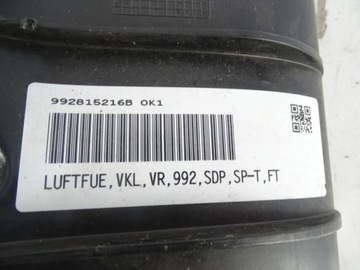 992815216B OK1
LUFTFUE,VKL,VR,992,SDP,SP-T,FT